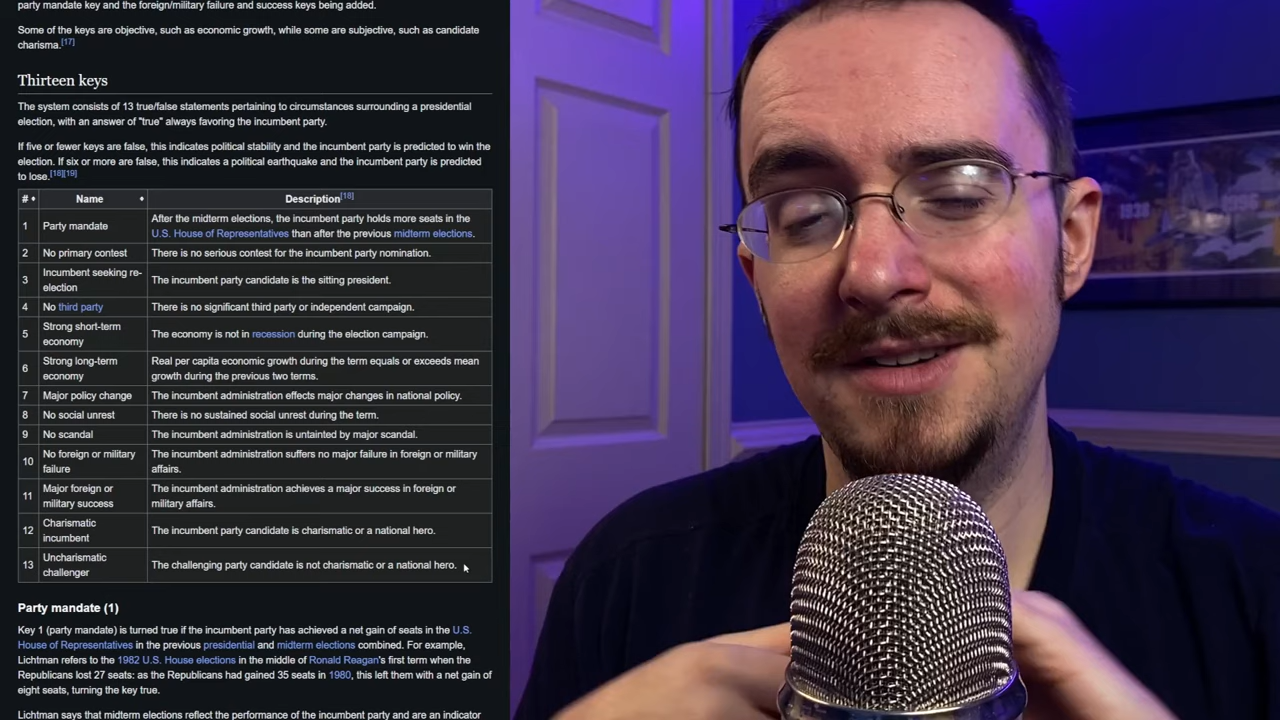 party mandate key and the foreign/military failure and success keys being added.
Some of the keys are objective, such as economic growth, while some are subjective, such as candidate
charisma.[17]
Thirteen keys
The system consists of 13 true/false statements pertaining to circumstances surrounding a presidential
election, with an answer of "true" always favoring the incumbent party.
If five or fewer keys are false, this indicates political stability and the incumbent party is predicted to win the
election. If six or more are false, this indicates a political earthquake and the incumbent party is predicted
to lose.[18][19]
# Name Description[18]
1 Party mandate After the midterm elections, the incumbent party holds more seats in the
U.S. House of Representatives than after the previous midterm elections.
2 No primary contest There is no serious contest for the incumbent party nomination.
3 Incumbent seeking re-
election The incumbent party candidate is the sitting president.
4 No third party There is no significant third party or independent campaign.
5 Strong short-term
economy The economy is not in recession during the election campaign.
6 Strong long-term
economy Real per capita economic growth during the term equals or exceeds mean
growth during the previous two terms.
7 Major policy change The incumbent administration effects major changes in national policy.
8 No social unrest There is no sustained social unrest during the term.
9 No scandal The incumbent administration is untainted by major scandal.
10 No foreign or military
failure The incumbent administration suffers no major failure in foreign or military
affairs.
11 Major foreign or
military success The incumbent administration achieves a major success in foreign or
military affairs.
12 Charismatic
incumbent The incumbent party candidate is charismatic or a national hero.
13 Uncharismatic
challenger The challenging party candidate is not charismatic or a national hero.
Party mandate (1)
Key 1 (party mandate) is turned true if the incumbent party has achieved a net gain of seats in the U.S.
House of Representatives in the previous presidential and midterm elections combined. For example,
Lichtman refers to the 1982 U.S. House elections in the middle of Ronald Reagan's first term when the
Republicans lost 27 seats: as the Republicans had gained 35 seats in 1980, this left them with a net gain of
eight seats, turning the key true.
Lichtman says that midterm elections reflect the performance of the incumbent party and are an indicator
1938 1996